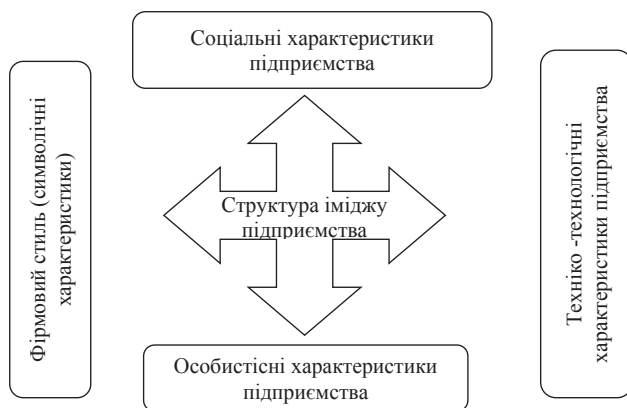 Соціальні характеристики
підприємства
Фірмовий стиль (символічні
характеристики)
Структура іміджу
підприємства
Техніко -технологічні
характеристики підприємства
Особистісні характеристики
підприємства